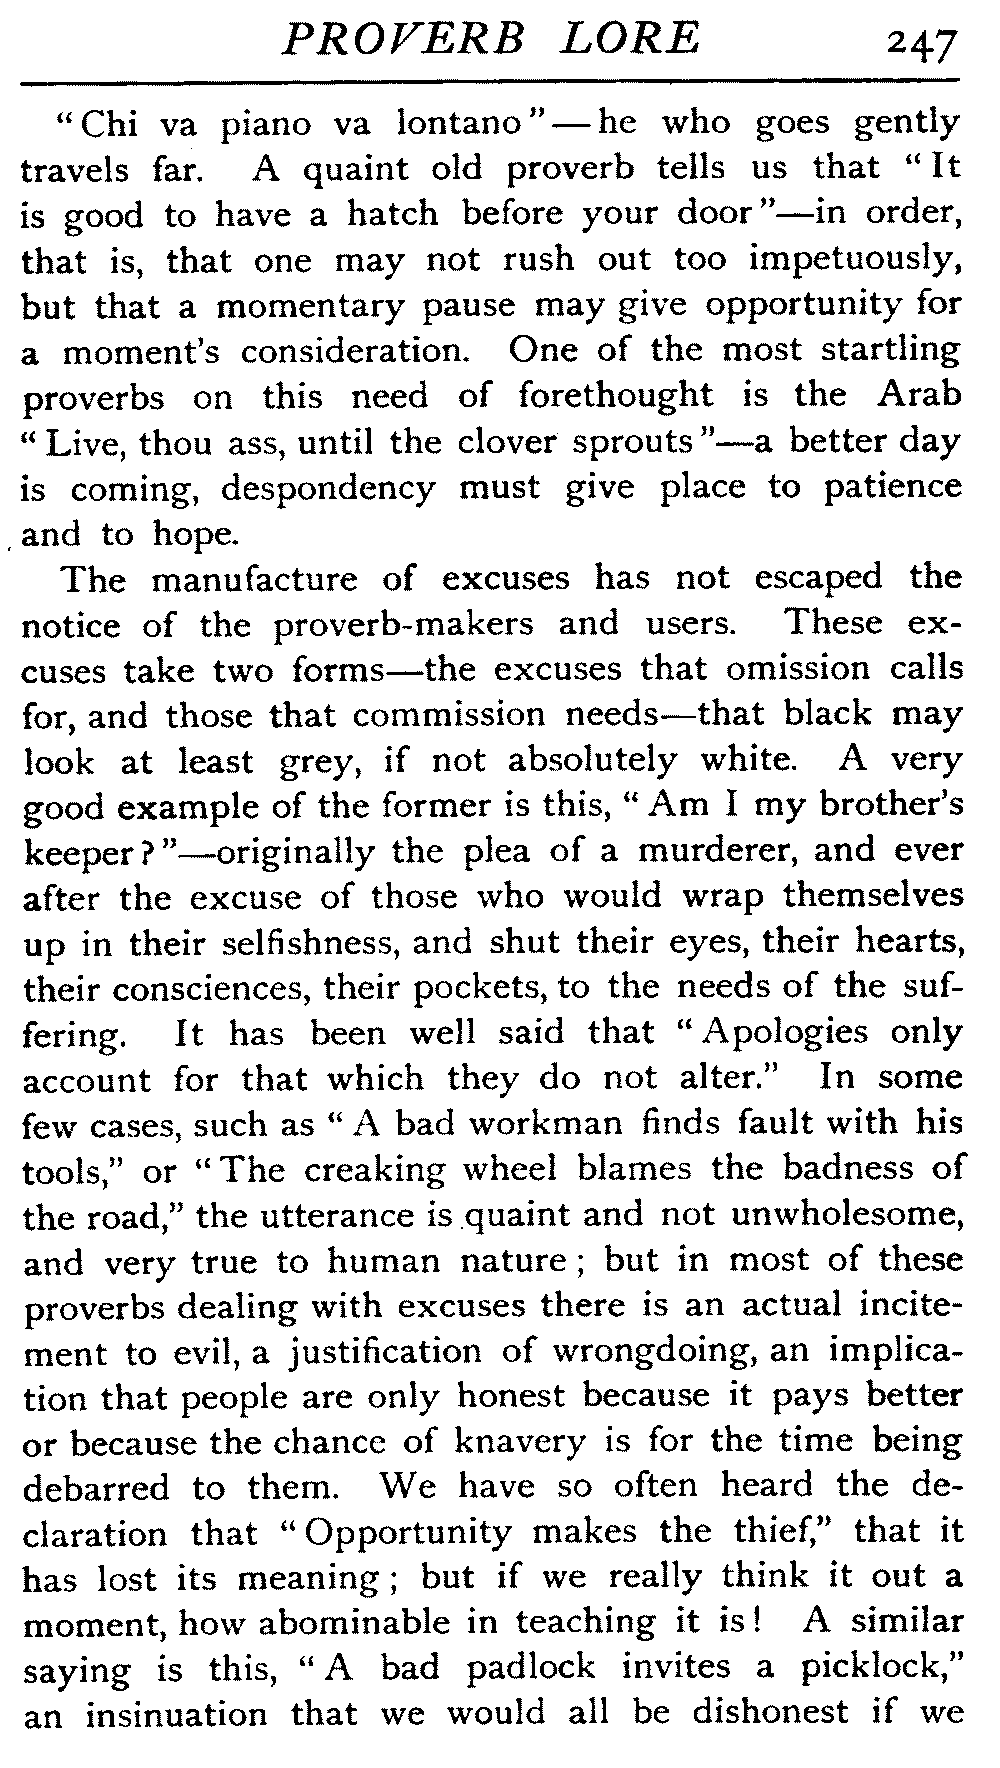 PROVERB LORE 247
“Chi va piano va lontano”—he who goes gently
travels far. A quaint old proverb tells us that “It
is good to have a hatch before your door”—in order,
that is, that one may not rush out too impetuously,
but that a momentary pause may give opportunity for
a moment's consideration. One of the most startling
proverbs on this need of forethought is the Arab
“Live, thou ass, until the clover sprouts”—a better day
is coming, despondency must give place to patience
and to hope.
The manufacture of excuses has not escaped the
notice of the proverb-makers and users. These ex-
cuses take two forms—the excuses that omission calls
for, and those that commission needs—that black may
look at least grey, if not absolutely white. A very
good example of the former is this, “Am I my brother's
keeper?”—originally the plea of a murderer, and ever
after the excuse of those who would wrap themselves
up in their selfishness, and shut their eyes, their hearts,
their consciences, their pockets, to the needs of the suf-
fering. It has been well said that “Apologies only
account for that which they do not alter.” In some
few cases, such as “A bad workman finds fault with his
tools,” or “The creaking wheel blames the badness of
the road,” the utterance is quaint and not unwholesome,
and very true to human nature; but in most of these
proverbs dealing with excuses there is an actual incite-
ment to evil, a justification of wrongdoing, an implica-
tion that people are only honest because it pays better
or because the chance of knavery is for the time being
debarred to them. We have so often heard the de-
claration that “Opportunity makes the thief,” that it
has lost its meaning; but if we really think it out a
moment, how abominable in teaching it is! A similar
saying is this, “A bad padlock invites a picklock,”
an insinuation that we would all be dishonest if we